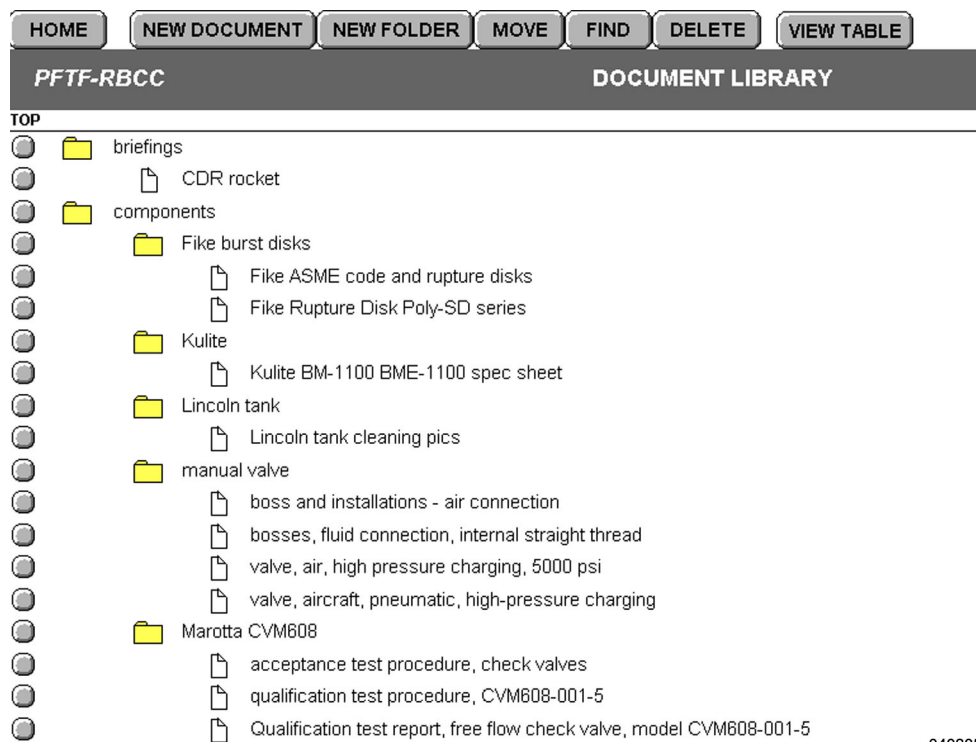 HOME NEW DOCUMENT NEW FOLDER MOVE FIND DELETE VIEW TABLE
PFTF-RBCC DOCUMENT LIBRARY
TOP
briefings
CDR rocket
components
Fike burst disks
Fike ASME code and rupture disks
Fike Rupture Disk Poly-SD series
Kulite
Kulite BM-1100 BME-1100 spec sheet
Lincoln tank
Lincoln tank cleaning pics
manual valve
boss and installations - air connection
bosses, fluid connection, internal straight thread
valve, air, high pressure charging, 5000 psi
valve, aircraft, pneumatic, high-pressure charging
Marotta CVM608
acceptance test procedure, check valves
qualification test procedure, CVM608-001-5
Qualification test report, free flow check valve, model CVM608-001-5